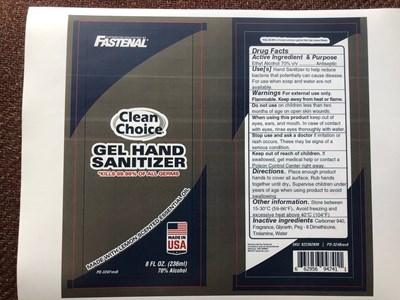 FASTENAL
Clean
Choice
GEL HAND
SANITIZER
*KILLS 99.99% OF ALL GERMS
MADE WITH LEMON SCENTED ESSENTIAL OIL
MADE IN
USA
8 FL OZ. (236ml)
70% Alcohol
Drug Facts
Active Ingredient & Purpose
Ethyl Alcohol 70% v/v Antiseptic
Use[s] Hand Sanitizer to help reduce
bacteria that potentially can cause disease.
For use when soap and water are not
available.
Warnings For external use only.
Flammable. Keep away from heat or flame.
Do not use on children less than two
months of age on open skin wounds.
When using this product keep out of
eyes, ears, and mouth. In case of contact
with eyes, rinse eyes thoroughly with water.
Stop use and ask a doctor if irritation or
rash occurs. These may be signs of a
serious condition.
Keep out of reach of children. If
swallowed, get medical help or contact a
Poison Control Center right away.
Directions. Place enough product
hands to cover all surface. Rub hands
together until dry. Supervise children under
6 years of age when using product to avoid
swallowing
Other information. Store between
15-30°C (59-86°F), Avoid freezing and
excessive heat above 40°C (104°F)
Inactive ingredients Carbomer 940,
Fragrance, Glycerin, Peg - 8 Dimethicone,
Trolamine, Water
6 62956 94741